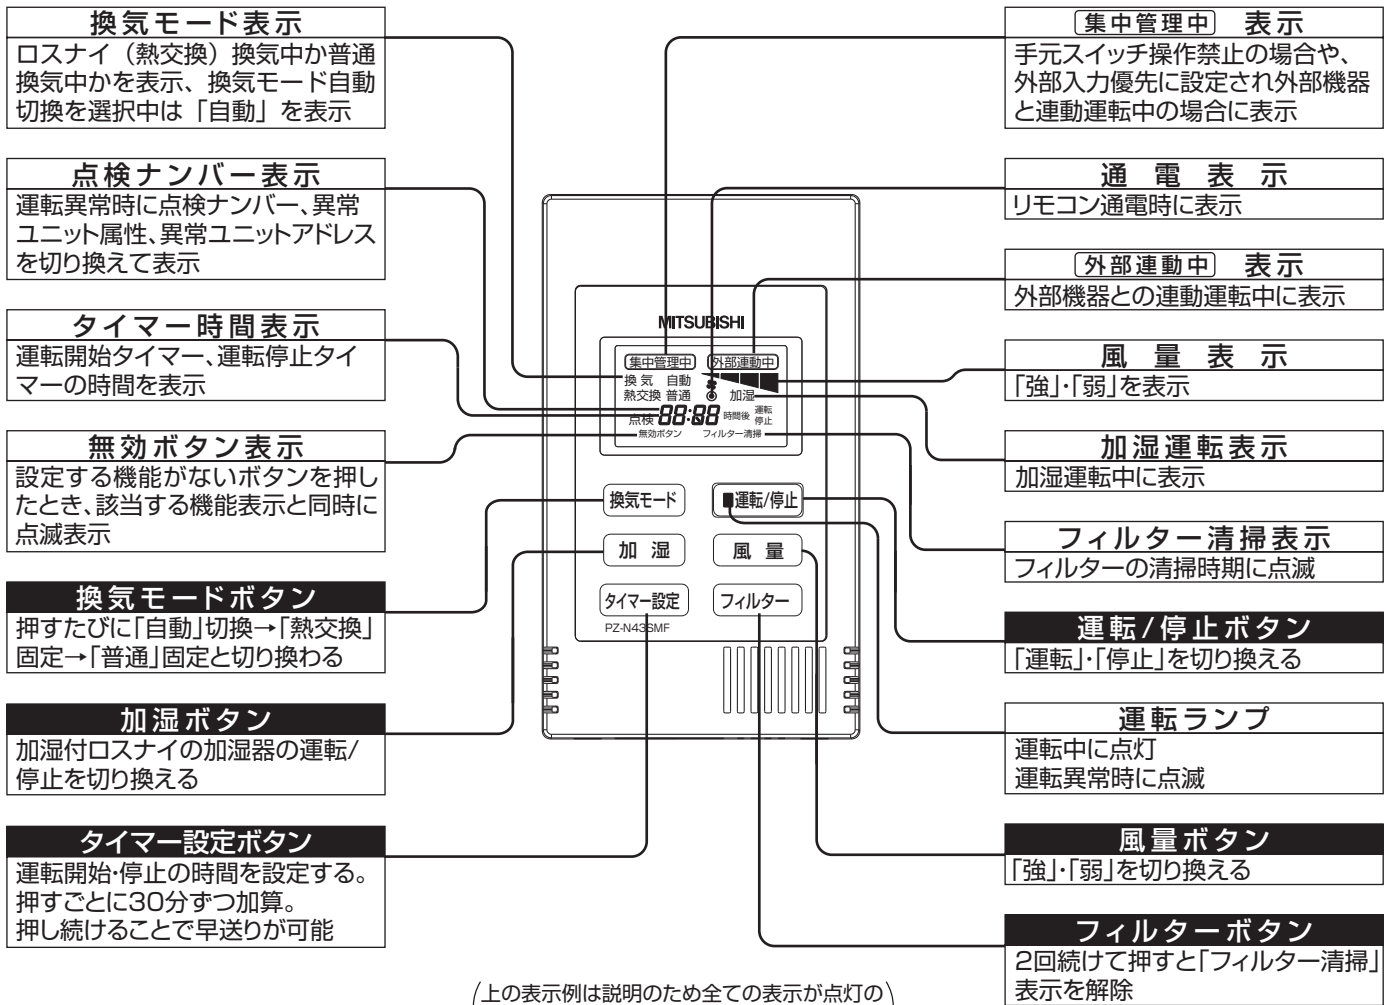 換気モード表示
ロスナイ（熱交換）換気中か普通
換気中かを表示、換気モード自動
切換を選択中は「自動」を表示
点検ナンバー表示
運転異常時に点検ナンバー、異常
ユニット属性、異常ユニットアドレス
を切り換えて表示
タイマー時間表示
運転開始タイマー、運転停止タイ
マーの時間を表示
無効ボタン表示
設定する機能がないボタンを押し
たとき、該当する機能表示と同時に
点滅表示
換気モードボタン
押すたびに「自動」切換→「熱交換」
固定→「普通」固定と切り換わる
加湿ボタン
加湿付ロスナイの加湿器の運転/
停止を切り換える
タイマー設定ボタン
運転開始・停止の時間を設定する。
押すごとに30分ずつ加算。
押し続けることで早送りが可能
MITSUBISHI
集中管理中 外部連動中
換気 自動
熱交換 普通 加湿
点検 88:88 時間後 運転
停止
無効ボタン フィルター清掃
換気モード 運転/停止
加湿 風量
タイマー設定 フィルター
PZ-N43SMF
集中管理中 表示
手元スイッチ操作禁止の場合や、
外部入力優先に設定され外部機器
と連動運転中の場合に表示
通電表示
リモコン通電時に表示
外部連動中 表示
外部機器との連動運転中に表示
風量表示
「強」・「弱」を表示
加湿運転表示
加湿運転中に表示
フィルター清掃表示
フィルターの清掃時期に点滅
運転/停止ボタン
「運転」・「停止」を切り換える
運転ランプ
運転中に点灯
運転異常時に点滅
風量ボタン
「強」・「弱」を切り換える
フィルターボタン
2回続けて押すと「フィルター清掃」
表示を解除
上の表示例は説明のため全ての表示が点灯の